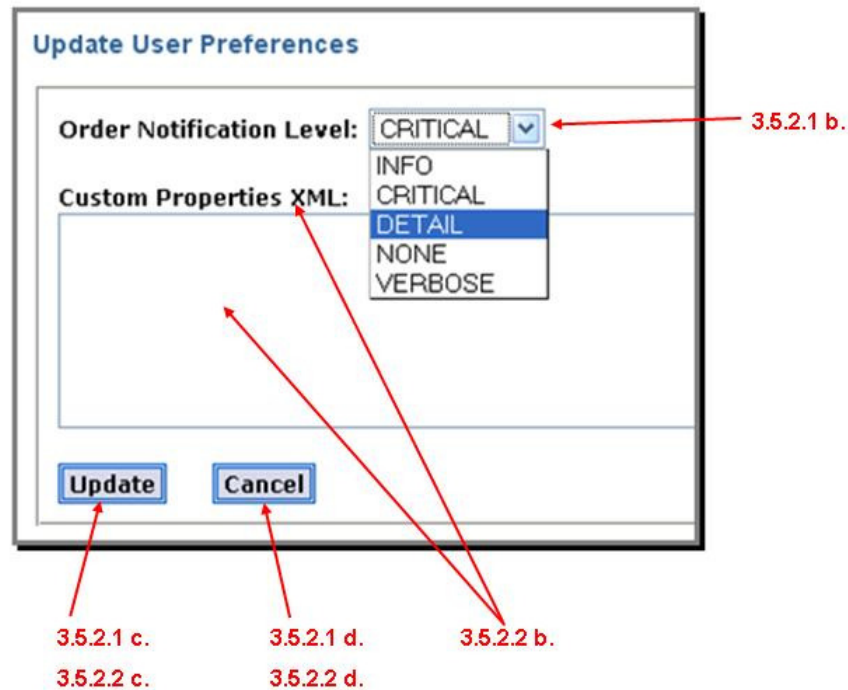 Update User Preferences
Order Notification Level: CRITICAL
3.5.2.1 b.
INFO
Custom Properties XML: CRITICAL
DETAIL
NONE
VERBOSE
Update Cancel
3.5.2.1 c. 3.5.2.1 d. 3.5.2.2 b.
3.5.2.2 c. 3.5.2.2 d.